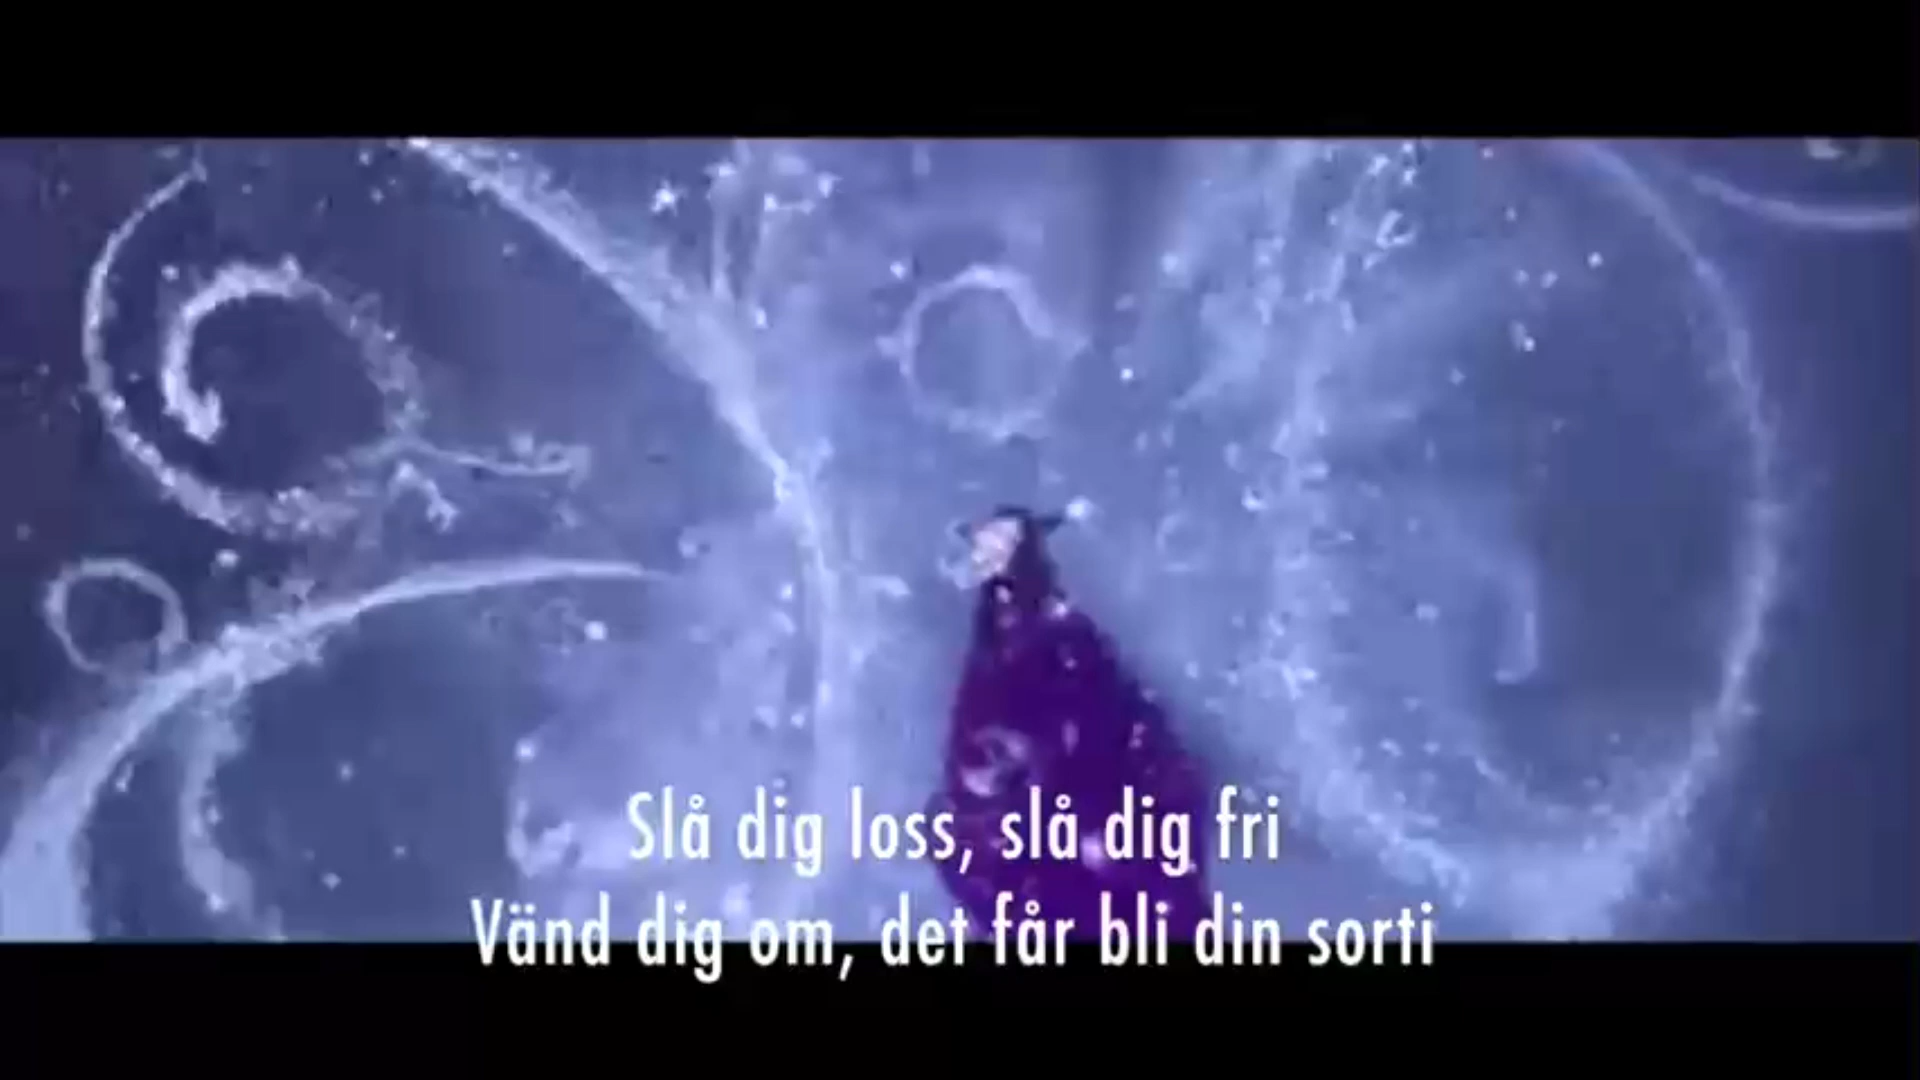 Slå dig loss, slå dig fri
Vänd dig om, det får bli din sorti